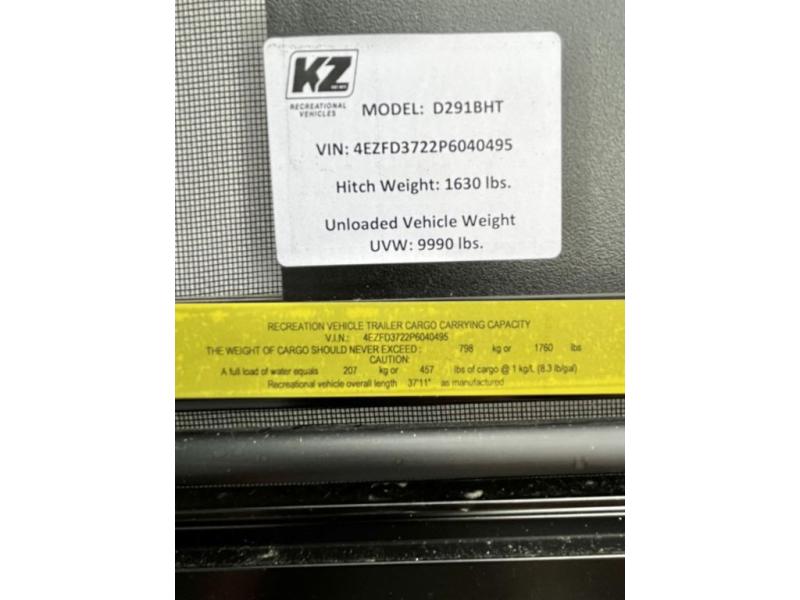 KZ
RECREATIONAL
VEHICLES
MODEL: D291BHT
VIN: 4EZFD3722P6040495
Hitch Weight: 1630 lbs.
Unloaded Vehicle Weight
UVW: 9990 lbs.
RECREATION VEHICLE TRAILER CARGO CARRYING CAPACITY
V.I.N.: 4EZFD3722P6040495
THE WEIGHT OF CARGO SHOULD NEVER EXCEED: 798 kg or 1760 lbs
CAUTION:
A full load of water equals 207 kg or 457 lbs of cargo @ 1 kg/L (8.3 lb/gal)
Recreational vehicle overall length 37'11" as manufactured